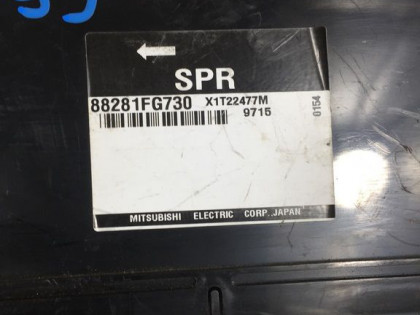 SPR
88281FG730 X1T22477M
9715
0154
MITSUBISHI ELECTRIC CORP. JAPAN